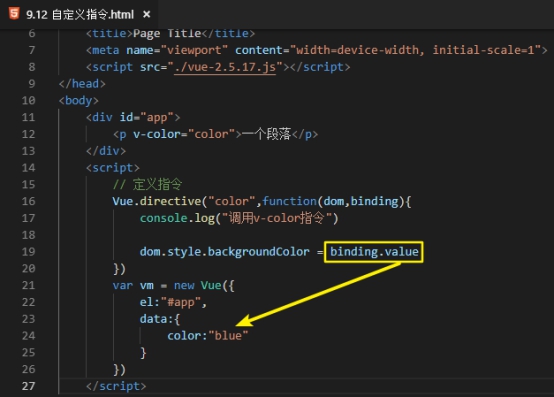 9.12 自定义指令.html ×
6 <title>Page Title</title>
7 <meta name="viewport" content="width=device-width, initial-scale=1">
8 <script src="./vue-2.5.17.js"></script>
9 </head>
10 <body>
11 <div id="app">
12 <p v-color="color">一个段落</p>
13 </div>
14 <script>
15 // 定义指令
16 Vue.directive("color",function(dom,binding){
17 console.log("调用v-color指令")
18
19 dom.style.backgroundColor = binding.value
20 })
21 var vm = new Vue({
22 el:"#app",
23 data:{
24 color:"blue"
25 }
26 })
27 </script>